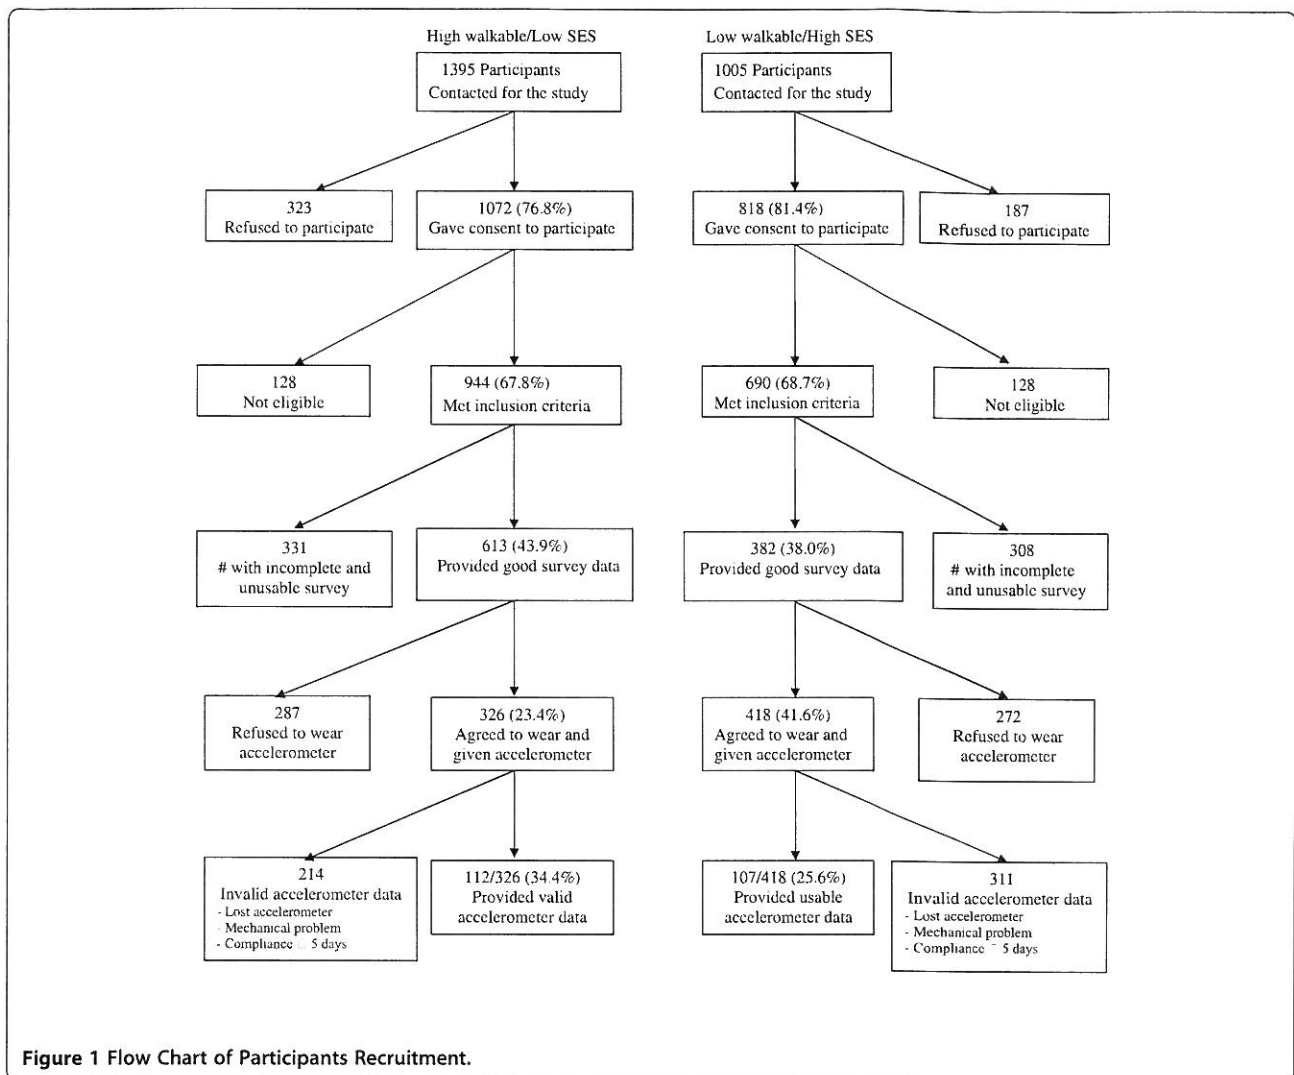 High walkable/Low SES
Low walkable/High SES
1395 Participants
Contacted for the study
1005 Participants
Contacted for the study
323
Refused to participate
1072 (76.8%)
Gave consent to participate
818 (81.4%)
Gave consent to participate
187
Refused to participate
128
Not eligible
944 (67.8%)
Met inclusion criteria
690 (68.7%)
Met inclusion criteria
128
Not eligible
331
# with incomplete and
unusable survey
613 (43.9%)
Provided good survey data
382 (38.0%)
Provided good survey data
308
# with incomplete
and unusable survey
287
Refused to wear
accelerometer
326 (23.4%)
Agreed to wear and
given accelerometer
418 (41.6%)
Agreed to wear and
given accelerometer
272
Refused to wear
accelerometer
214
Invalid accelerometer data
- Lost accelerometer
- Mechanical problem
- Compliance 5 days
112/326 (34.4%)
Provided valid
accelerometer data
107/418 (25.6%)
Provided usable
accelerometer data
311
Invalid accelerometer data
- Lost accelerometer
- Mechanical problem
- Compliance 5 days
Figure 1 Flow Chart of Participants Recruitment.